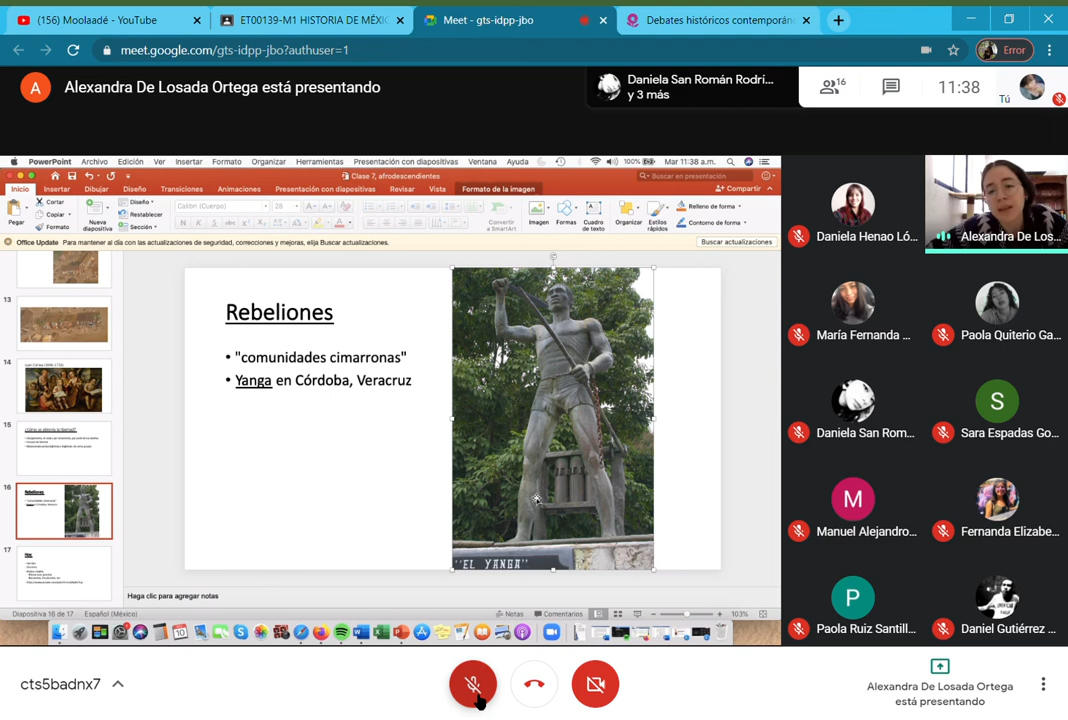 (156) Moolaadé - YouTube
ET00139-M1 HISTORIA DE MÉXIC
Meet - gts-idpp-jbo
Debates históricos contemporán
meet.google.com/gts-idpp-jbo?authuser=1
Error
A
Alexandra De Losada Ortega está presentando
Daniela San Román Rodrí...
y 3 más
16
11:38
Tú
PowerPoint Archivo Edición Ver Insertar Formato Organizar Herramientas Presentación con diapositivas Ventana Ayuda
100%
Mar 11:38 a.m.
Clase 7, afrodescendientes
Buscar en presentación
Inicio Insertar Dibujar Diseño Transiciones Animaciones Presentación con diapositivas Revisar Vista Formato de la imagen
Compartir
Pegar
Cortar
Copiar
Formato
Nueva diapositiva
Diseño
Restablecer
Sección
Calibri (Cuerpo)
28
Convertir a SmartArt
Imagen
Formas
Cuadro de texto
Organizar
Estilos rápidos
Relleno de forma
Contorno de forma
Office Update Para mantener al día con las actualizaciones de seguridad, correcciones y mejoras, elija Buscar actualizaciones.
Buscar actualizaciones
13
14
15
16
17
Rebeliones
• "comunidades cimarronas"
• Yanga en Córdoba, Veracruz
"EL YANGA"
Haga clic para agregar notas
Diapositiva 16 de 17
Español (México)
Notas
Comentarios
103%
Daniela Henao Ló...
Alexandra De Los...
María Fernanda ...
Paola Quiterio Ga...
Daniela San Rom...
S
Sara Espadas Go...
M
Manuel Alejandro...
Fernanda Elizabe...
P
Paola Ruiz Santill...
Daniel Gutiérrez ...
cts5badnx7
Alexandra De Losada Ortega
está presentando